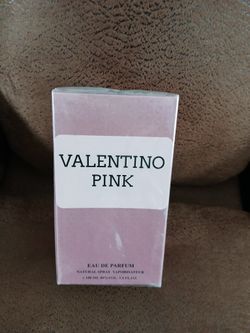 VALENTINO
PINK
EAU DE PARFUM
NATURAL SPRAY VAPORISATEUR